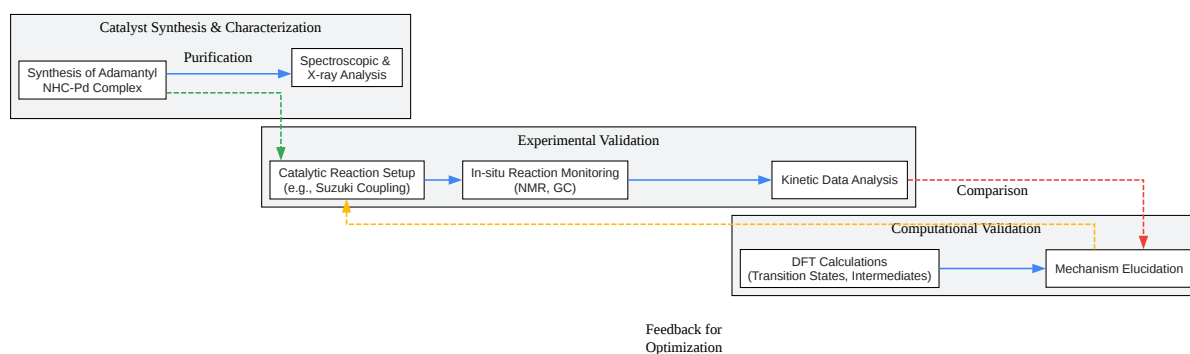 Catalyst Synthesis & Characterization
Purification
Synthesis of Adamantyl
NHC-Pd Complex
Spectroscopic &
X-ray Analysis
Experimental Validation
Catalytic Reaction Setup
(e.g., Suzuki Coupling)
In-situ Reaction Monitoring
(NMR, GC)
Kinetic Data Analysis
Comparison
Computational Validation
DFT Calculations
(Transition States, Intermediates)
Mechanism Elucidation
Feedback for
Optimization